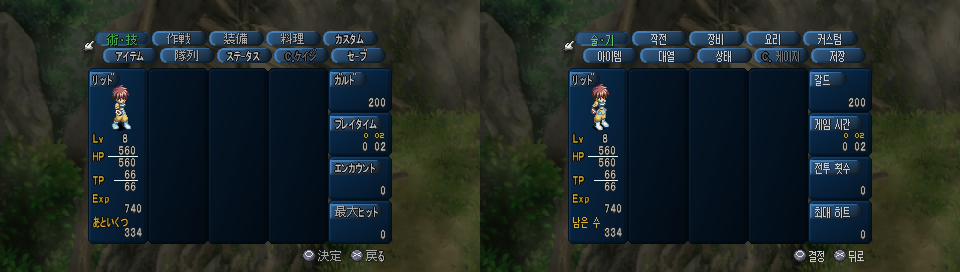 術・技 作戦 装備 料理 カスタム
アイテム 隊列 ステータス C.ケイジ セーブ
リッド
Lv 8
HP 560
560
TP 66
66
Exp
740
あといくつ
334
ガルド
200
プレイタイム
0 02
0 02
エンカウント
0
最大ヒット
0
決定 戻る
술·기 작전 장비 요리 커스텀
아이템 대열 상태 C. 케이지 저장
リッド
Lv 8
HP 560
560
TP 66
66
Exp
740
남은 수
334
갈드
200
게임 시간
0 02
0 02
전투 횟수
0
최대 히트
0
결정 뒤로